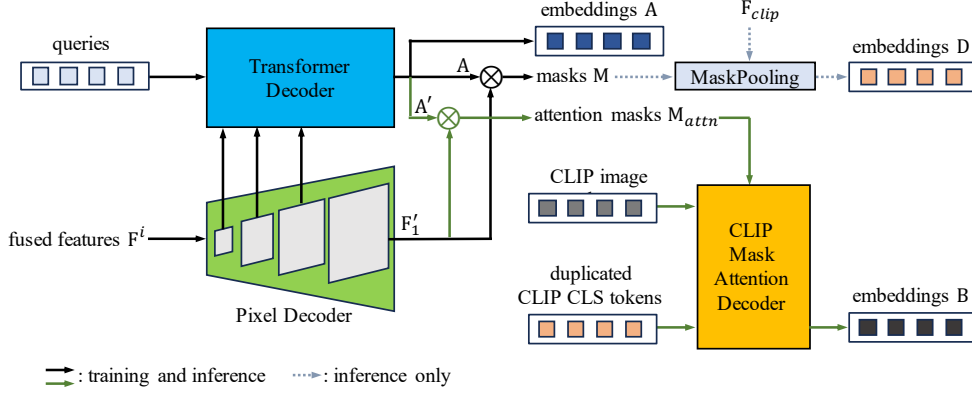 embeddings A
F_clip
queries
embeddings D
Transformer
Decoder
A
masks M
MaskPooling
A′
attention masks M_attn
CLIP image
fused features F^i
F′_1
CLIP
Mask
Attention
Decoder
duplicated
CLIP CLS tokens
embeddings B
Pixel Decoder
: training and inference
: inference only